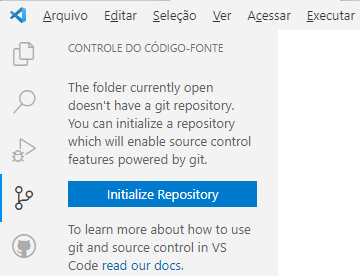 Arquivo Editar Seleção Ver Acessar Executar
CONTROLE DO CÓDIGO-FONTE
The folder currently open
doesn't have a git repository.
You can initialize a repository
which will enable source control
features powered by git.
Initialize Repository
To learn more about how to use
git and source control in VS
Code read our docs.